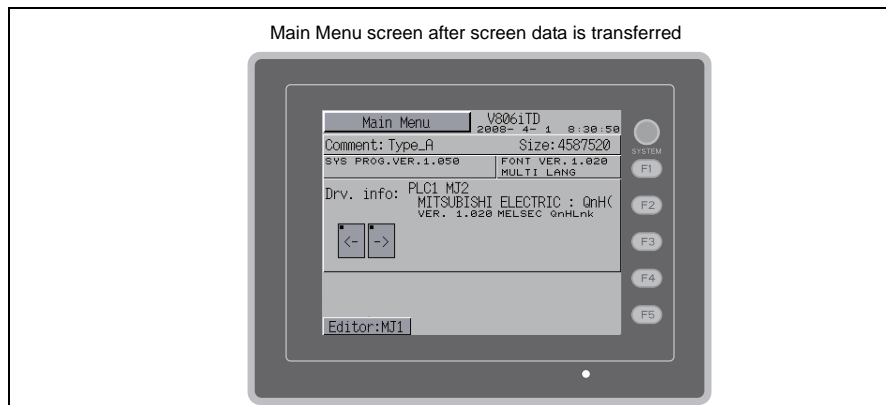 Main Menu screen after screen data is transferred
Main Menu
V806iTD
2008- 4- 1 8:30:50
SYSTEM
Comment: Type_A
Size:4587520
SYS PROG.VER.1.050
FONT VER.1.020
MULTI LANG
F1
Drv. info: PLC1 MJ2
MITSUBISHI ELECTRIC : QnH(
VER. 1.020 MELSEC QnHLnk
F2
<- ->
F3
F4
F5
Editor:MJ1